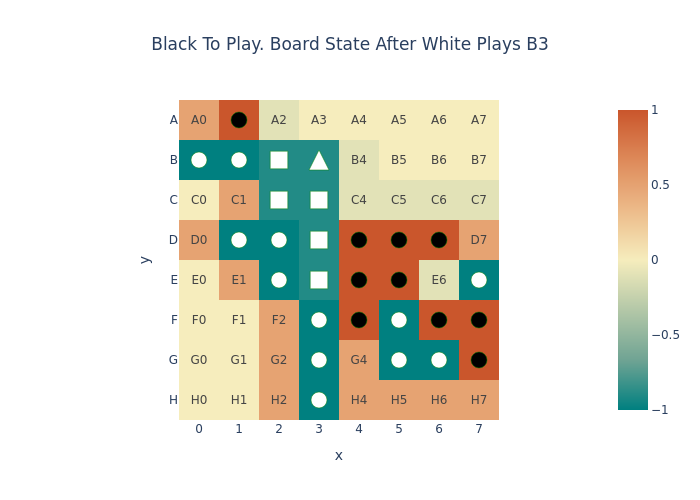 Black To Play. Board State After White Plays B3
A A0 A2 A3 A4 A5 A6 A7
B B4 B5 B6 B7
C C0 C1 C4 C5 C6 C7
D D0 D7
E E0 E1 E6
F F0 F1 F2
G G0 G1 G2 G4
H H0 H1 H2 H4 H5 H6 H7
0 1 2 3 4 5 6 7
x
y
1
0.5
0
−0.5
−1